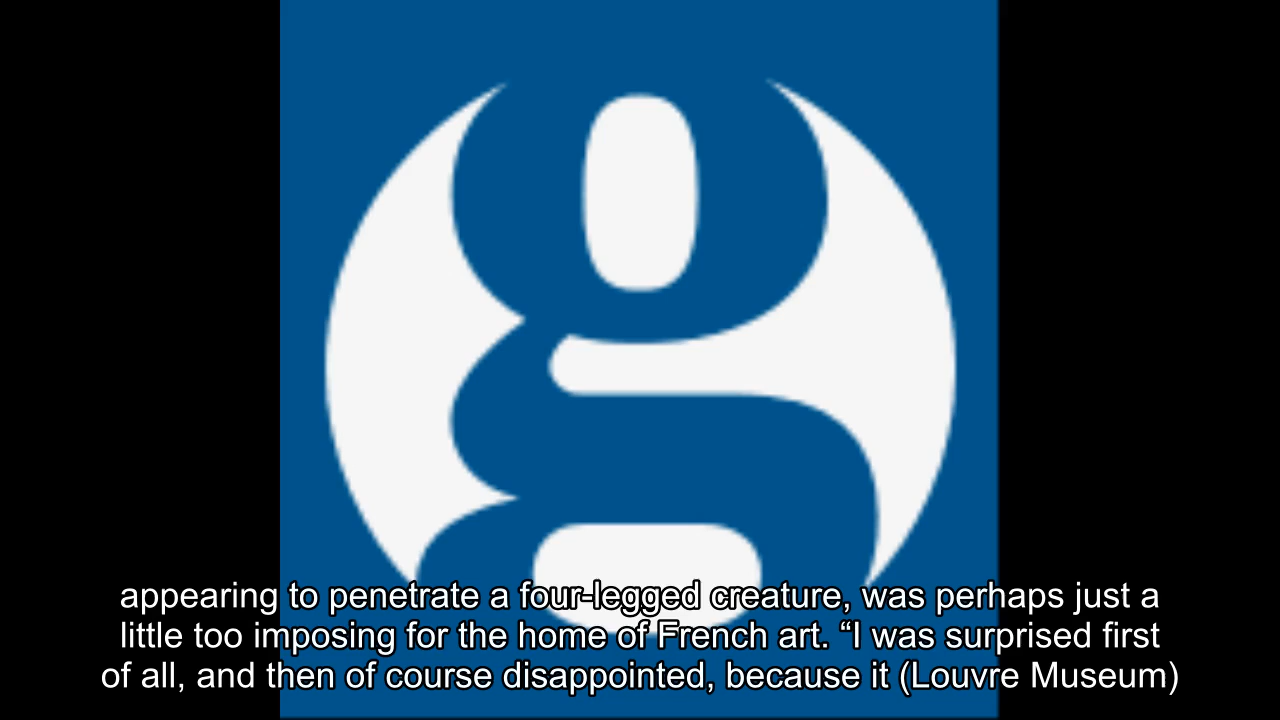 g
appearing to penetrate a four-legged creature, was perhaps just a
little too imposing for the home of French art. “I was surprised first
of all, and then of course disappointed, because it (Louvre Museum)